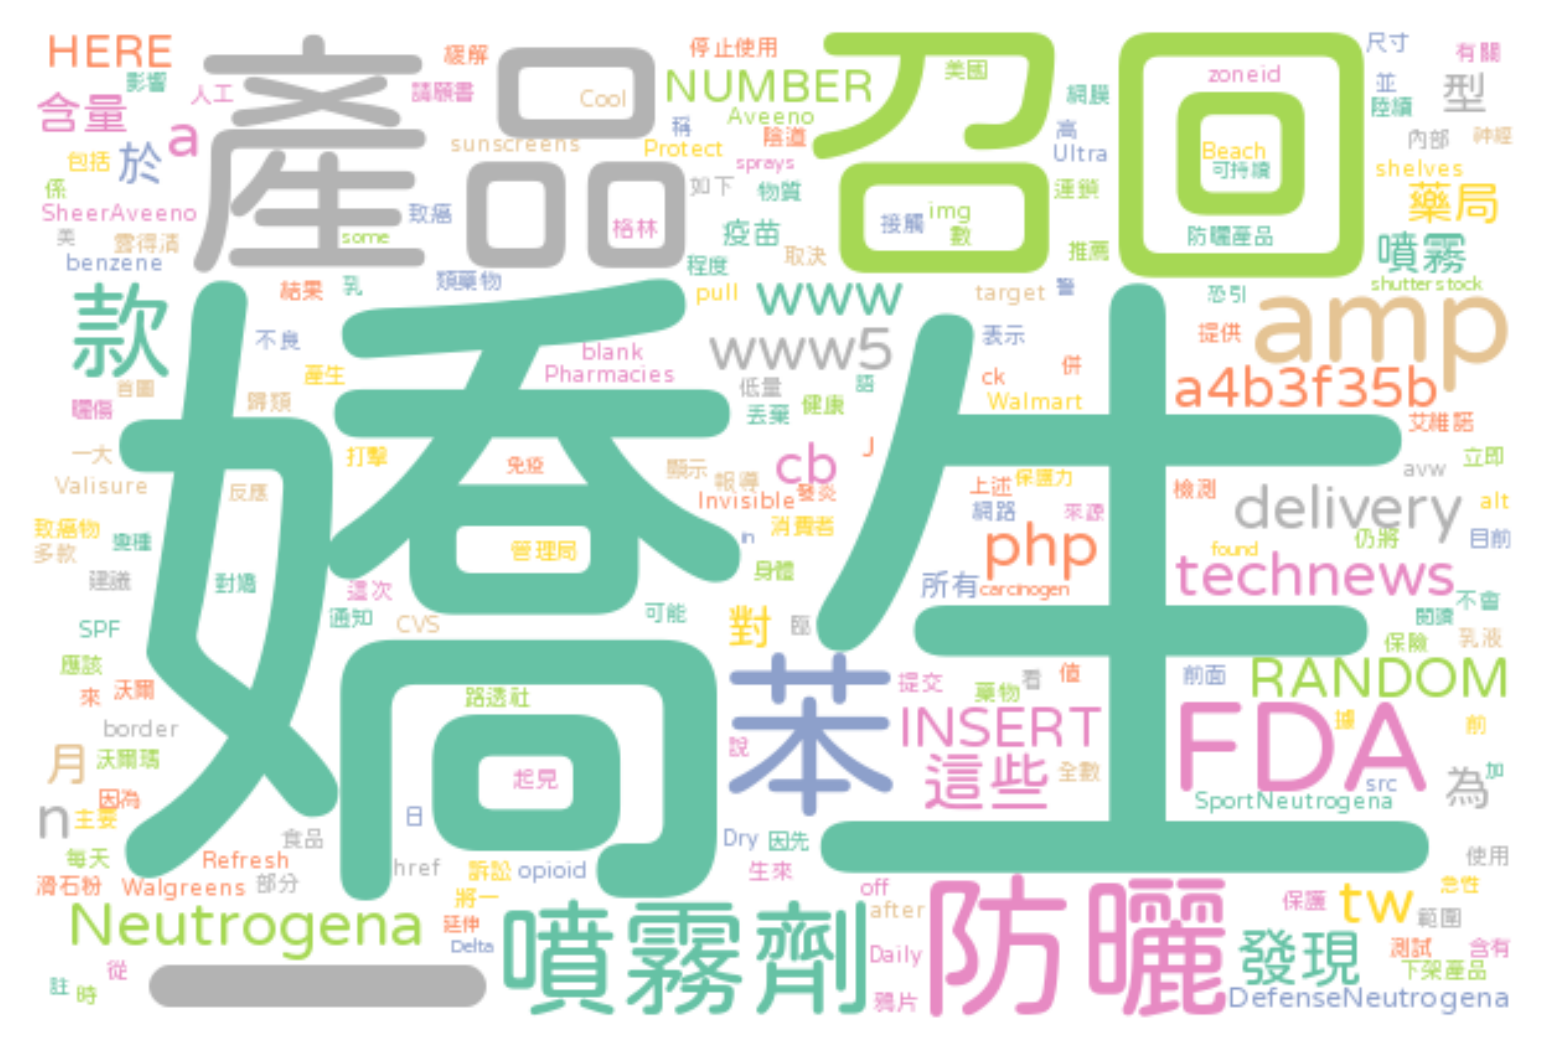 HERE
影響
含量
人工
a
於
包括
係
SheerAveeno
美
露得清
benzene
產品
緩解
請願書
Cool
停止使用
NUMBER
Aveeno
稱
陰道
sunscreens
Protect
sprays
如下
物質
致癌
some
格林
疫苗
取決
程度
類藥物
召回
美國
網膜
高
Ultra
連鎖
接觸
img
數
推薦
zoneid
Beach
可持續
防曬產品
尺寸
有關
並
陸續
型
內部
神經
shelves
藥局
噴霧
shutterstock
款
結果
乳
pull
www
target
警
恐引
提供
amp
不良
首圖
產生
歸類
曬傷
blank
Pharmacies
www5
低量
語
丟棄
健康
表示
併
ck
Walmart
a4b3f35b
艾維諾
嬌生
一大
Valisure
反應
打擊
免疫
顯示
報導
cb
J
Invisible
發炎
上述
保護力
網路
來源
檢測
avw
立即
delivery
alt
致癌物
多款
變種
建議
對嬌
管理局
in
消費者
身體
這次
通知
CVS
可能
php
所有
carcinogen
found
仍將
目前
technews
不會
閱讀
SPF
應該
來
沃爾
border
對
臨
保險
乳液
路透社
苯
說
提交
藥物
看
值
前面
RANDOM
INSERT
這些
全數
FDA
據
前
src
SportNeutrogena
為
加
月
沃爾瑪
因為
n
主要
起見
日
每天
食品
Refresh
滑石粉
Walgreens
部分
href
訴訟
opioid
將一
Dry
因先
生來
使用
Neutrogena
延伸
Delta
噴霧劑
off
after
Daily
鴉片
防曬
保護
tw
急性
範圍
發現
測試
含有
下架產品
DefenseNeutrogena
一
從
註
時